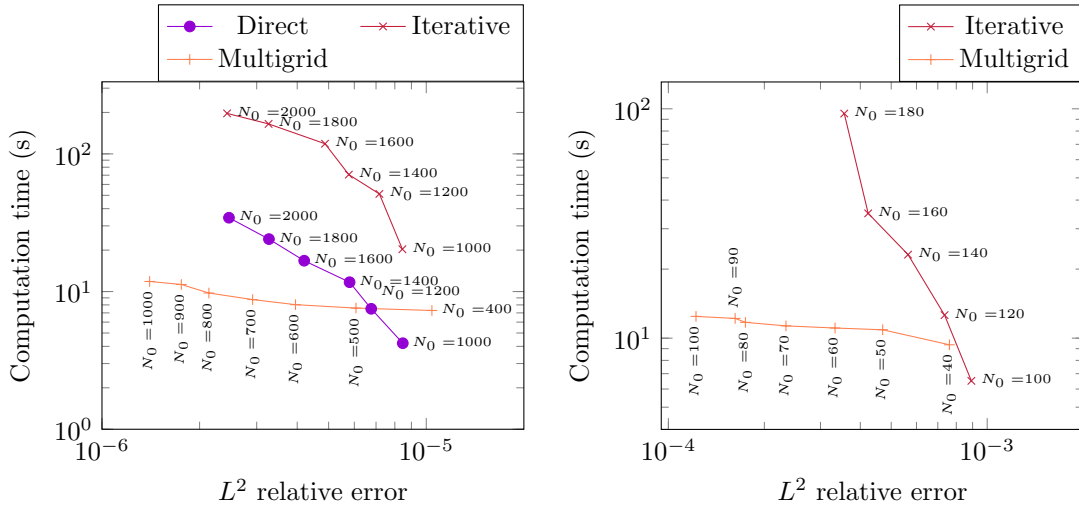 Direct
Iterative
Multigrid
Computation time (s)
10^2
10^1
10^0
N_0 =2000
N_0 =1800
N_0 =1600
N_0 =1400
N_0 =1200
N_0 =1000
N_0 =2000
N_0 =1800
N_0 =1600
N_0 =1400
N_0 =1200
N_0 =1000
N_0 =1000
N_0 =900
N_0 =800
N_0 =700
N_0 =600
N_0 =500
N_0 =400
10^{-6}
10^{-5}
L^2 relative error
Iterative
Multigrid
Computation time (s)
10^2
10^1
N_0 =180
N_0 =160
N_0 =140
N_0 =120
N_0 =100
N_0 =100
N_0 =90
N_0 =80
N_0 =70
N_0 =60
N_0 =50
N_0 =40
10^{-4}
10^{-3}
L^2 relative error